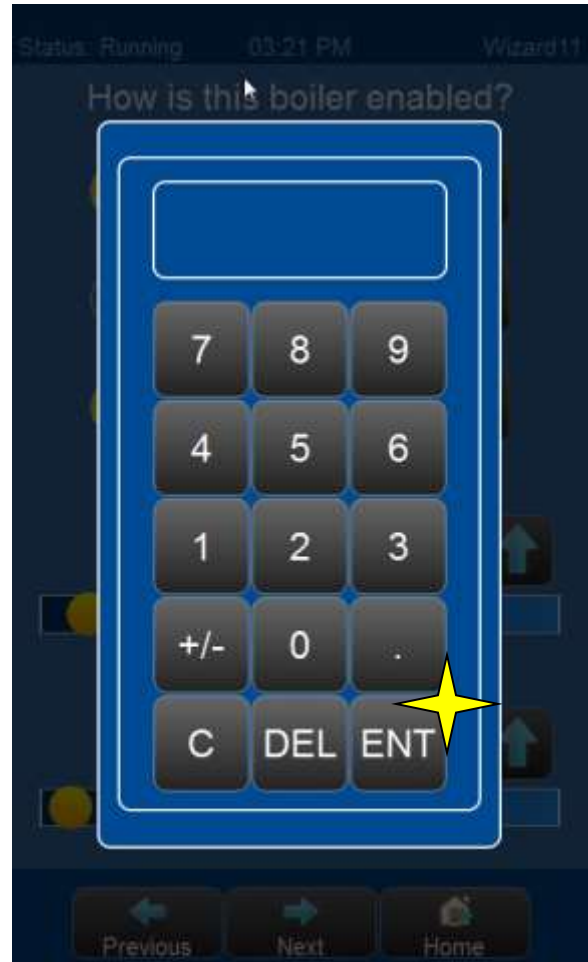 Status: Running 03:21 PM Wizard11
How is this boiler enabled?
7 8 9
4 5 6
1 2 3
+/- 0 .
C DEL ENT
Previous Next Home